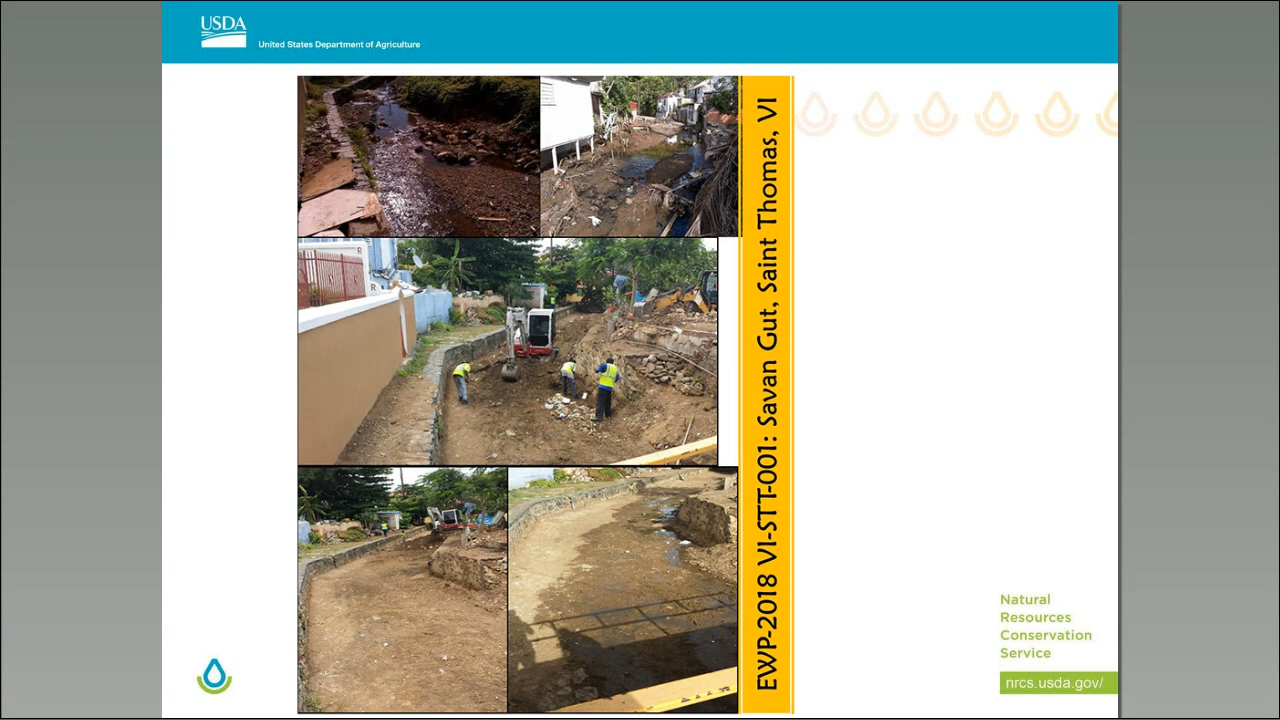 USDA
United States Department of Agriculture
EWP-2018 VI-STT-001: Savan Gut, Saint Thomas, VI
R
R
Natural
Resources
Conservation
Service
nrcs.usda.gov/